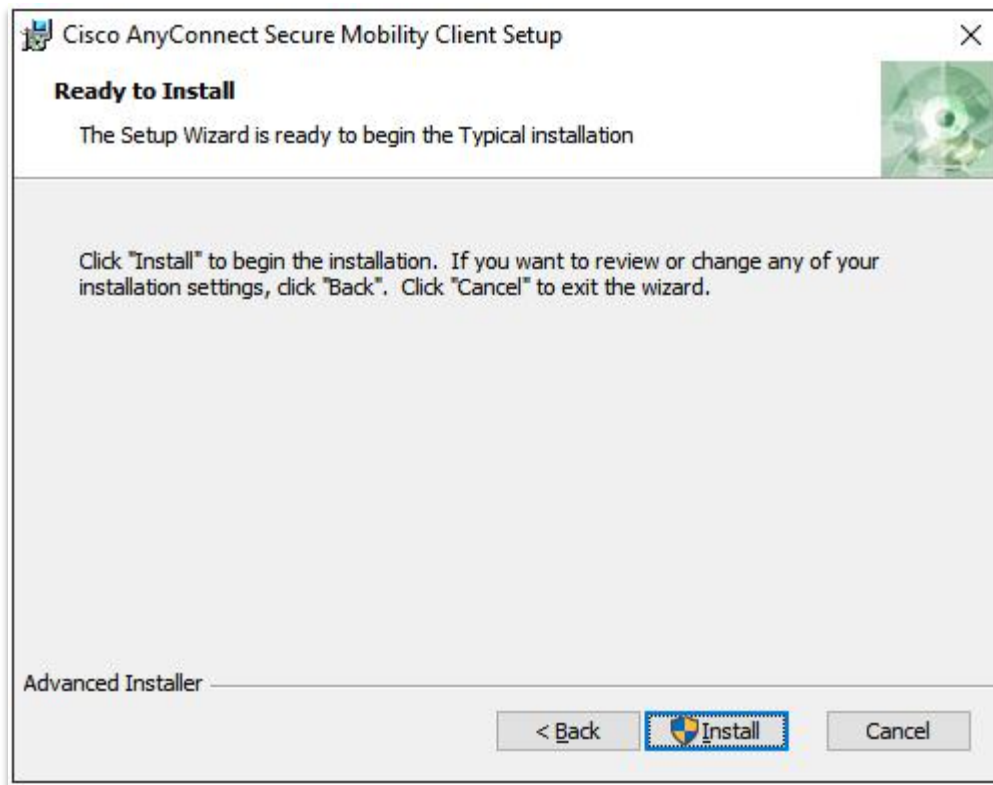 Cisco AnyConnect Secure Mobility Client Setup
Ready to Install
The Setup Wizard is ready to begin the Typical installation
Click "Install" to begin the installation.  If you want to review or change any of your
installation settings, click "Back".  Click "Cancel" to exit the wizard.
Advanced Installer
< Back
Install
Cancel